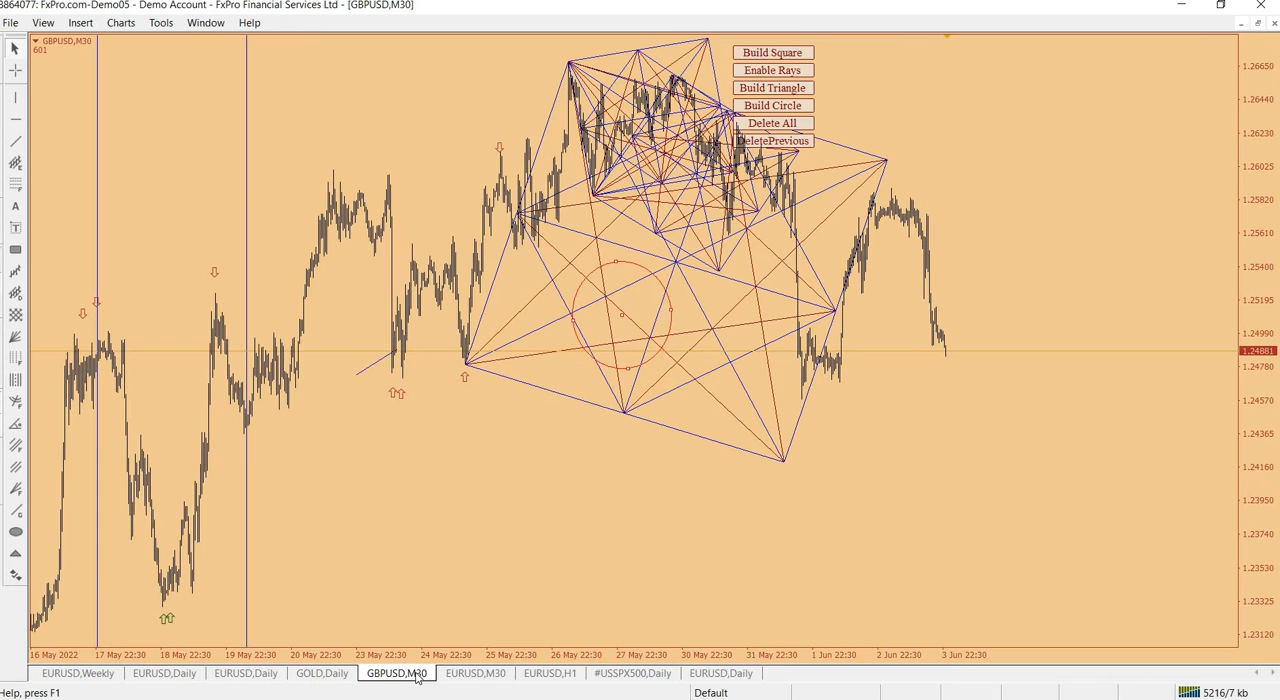 3864077: FxPro.com-Demo05 - Demo Account - FxPro Financial Services Ltd - [GBPUSD,M30]
File View Insert Charts Tools Window Help
GBPUSD,M30
601
Build Square
Enable Rays
Build Triangle
Build Circle
Delete All
DeletePrevious
1.26650
1.26440
1.26230
1.26025
1.25820
1.25610
1.25400
1.25195
1.24990
1.24881
1.24780
1.24570
1.24365
1.24160
1.23950
1.23740
1.23530
1.23325
1.23120
16 May 2022 17 May 22:30 18 May 22:30 19 May 22:30 20 May 22:30 23 May 22:30 24 May 22:30 25 May 22:30 26 May 22:30 27 May 22:30 30 May 22:30 31 May 22:30 1 Jun 22:30 2 Jun 22:30 3 Jun 22:30
EURUSD,Weekly EURUSD,Daily EURUSD,Daily GOLD,Daily GBPUSD,M30 EURUSD,M30 EURUSD,H1 #USSPX500,Daily EURUSD,Daily
Help, press F1 Default 5216/7 kb